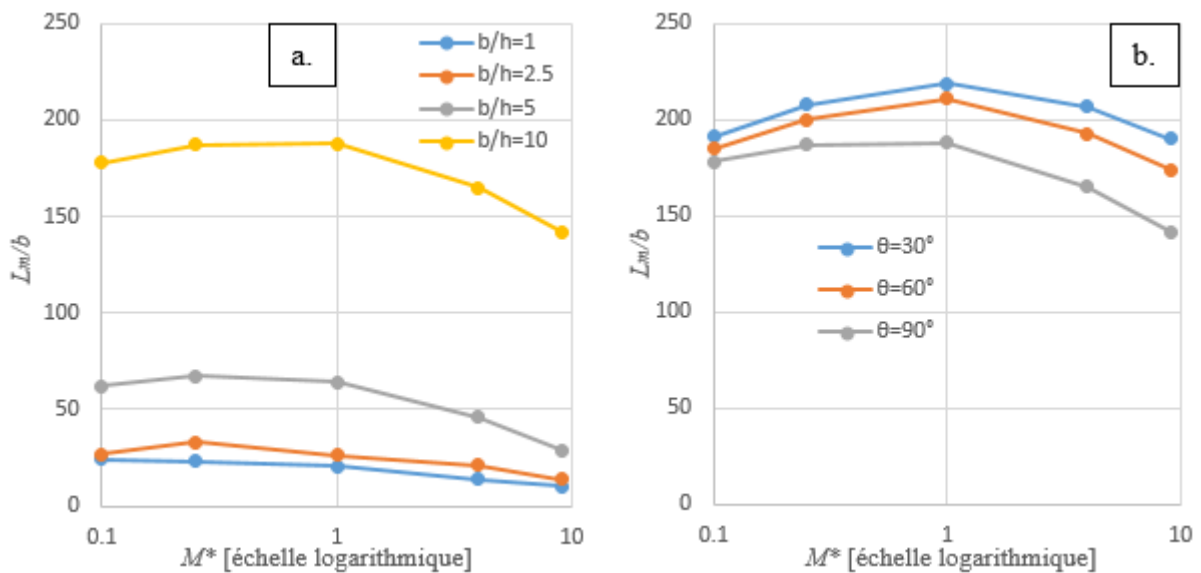 250
200
150
100
50
0
Lm/b
a.
b/h=1
b/h=2.5
b/h=5
b/h=10
0.1
1
10
M* [échelle logarithmique]
250
200
150
100
50
0
Lm/b
b.
θ=30°
θ=60°
θ=90°
0.1
1
10
M* [échelle logarithmique]